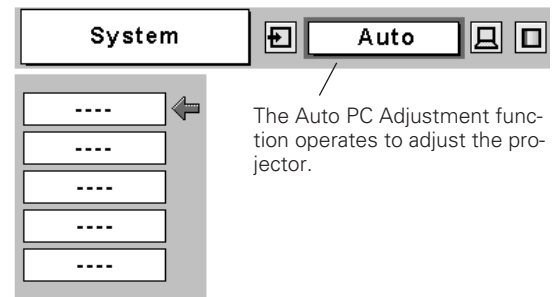 System
Auto
----
The Auto PC Adjustment func-
tion operates to adjust the pro-
jector.
----
----
----
----